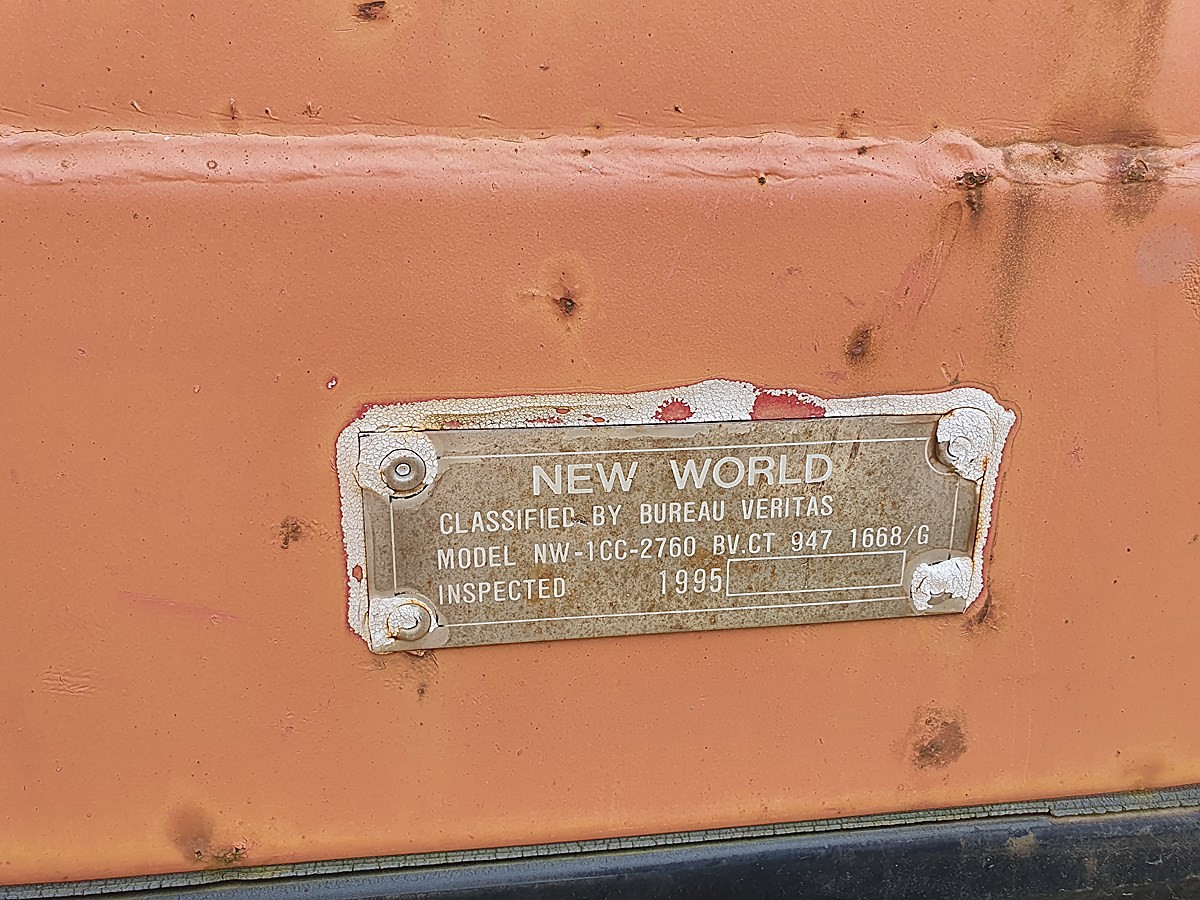 NEW WORLD
CLASSIFIED BY BUREAU VERITAS
MODEL NW-1CC-2760 BV.CT 947 1668/G
INSPECTED 1995